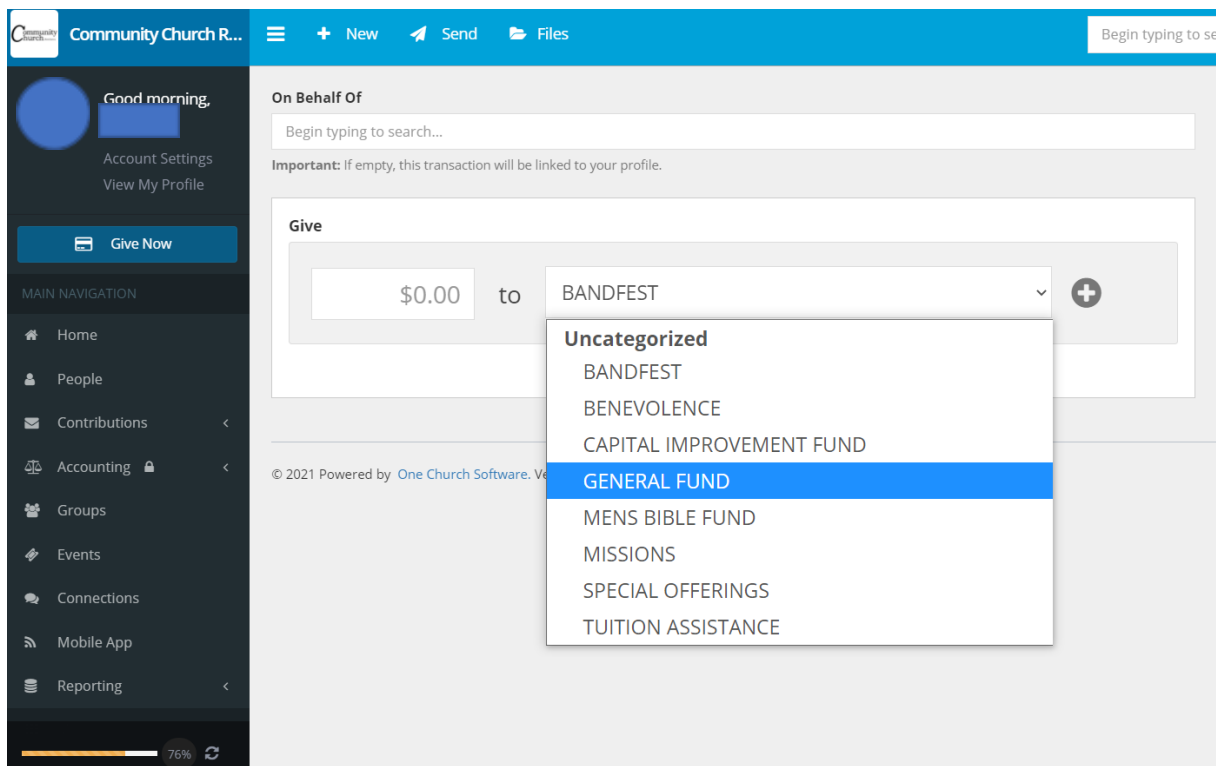 Community Church
Community Church R...
New
Send
Files
Begin typing to se
Good morning,
Account Settings
View My Profile
Give Now
MAIN NAVIGATION
Home
People
Contributions
Accounting
Groups
Events
Connections
Mobile App
Reporting
76%
On Behalf Of
Begin typing to search...
Important: If empty, this transaction will be linked to your profile.
Give
$0.00 to BANDFEST
Uncategorized
BANDFEST
BENEVOLENCE
CAPITAL IMPROVEMENT FUND
GENERAL FUND
MENS BIBLE FUND
MISSIONS
SPECIAL OFFERINGS
TUITION ASSISTANCE
© 2021 Powered by One Church Software. Ve